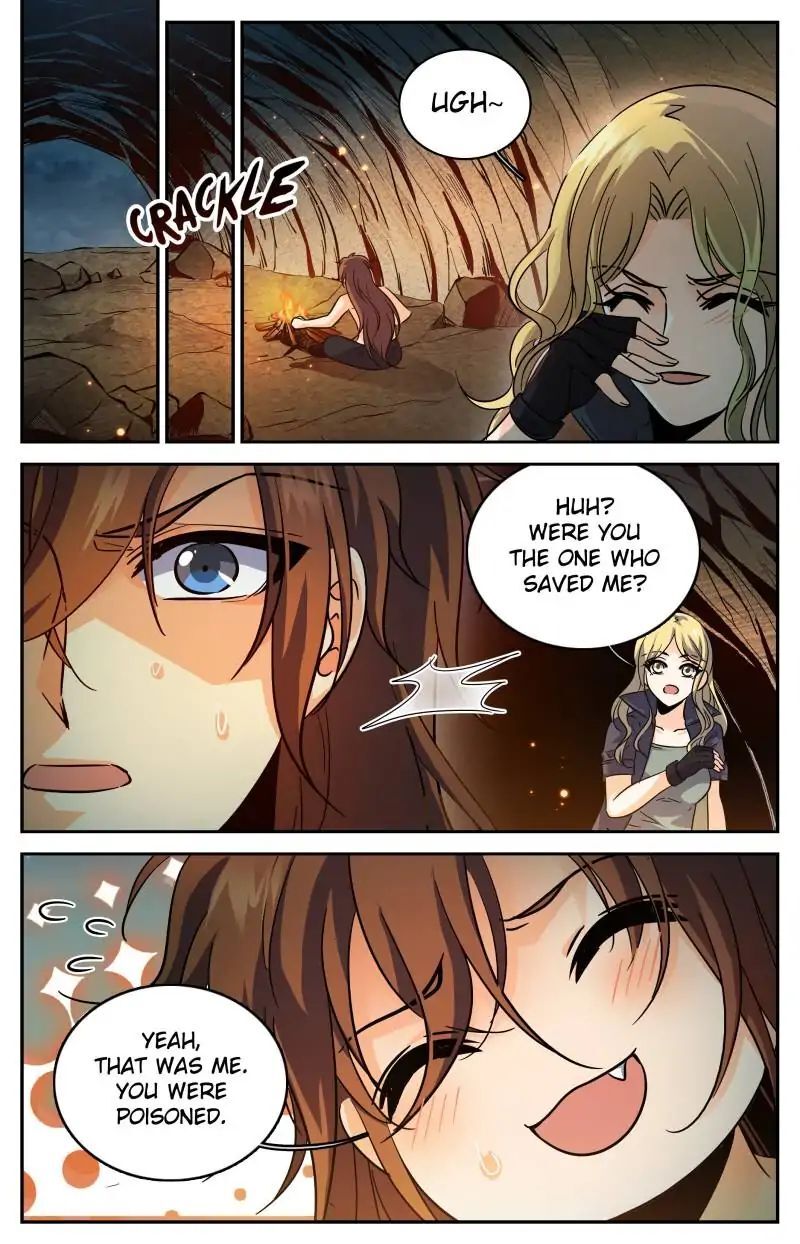 UGH~
CRACKLE
HUH?
WERE YOU
THE ONE WHO
SAVED ME?
YEAH,
THAT WAS ME.
YOU WERE
POISONED.